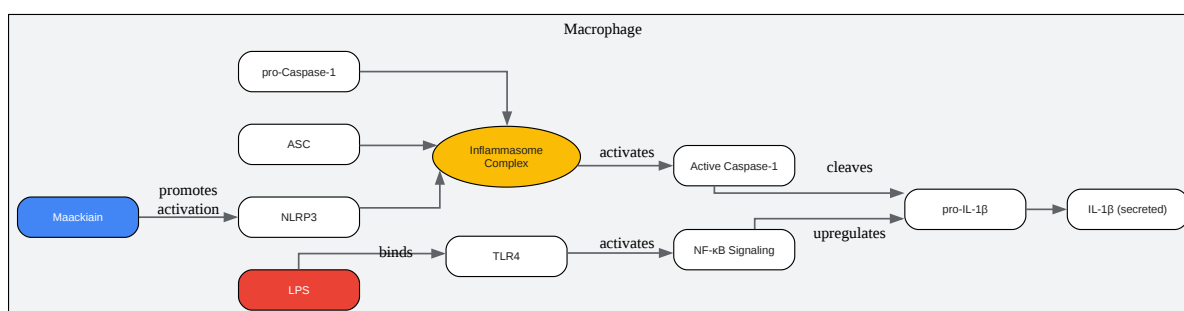 Macrophage
pro-Caspase-1
ASC
Inflammasome
Complex
activates
Active Caspase-1
cleaves
promotes
activation
Maackiain
NLRP3
pro-IL-1β
IL-1β (secreted)
binds
TLR4
activates
NF-κB Signaling
upregulates
LPS